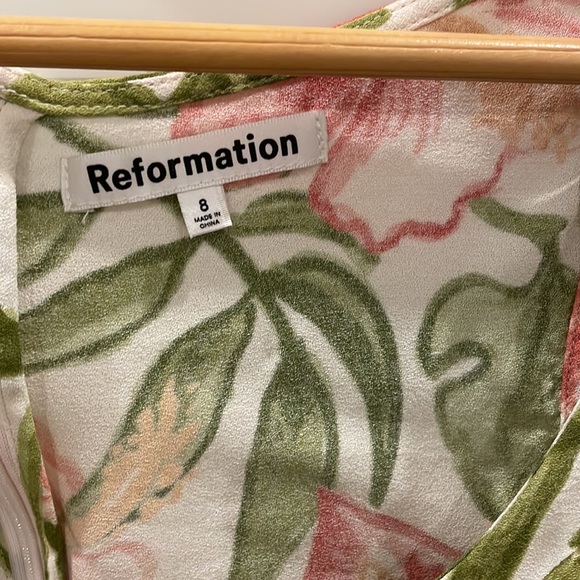 Reformation
8
MADE IN
CHINA